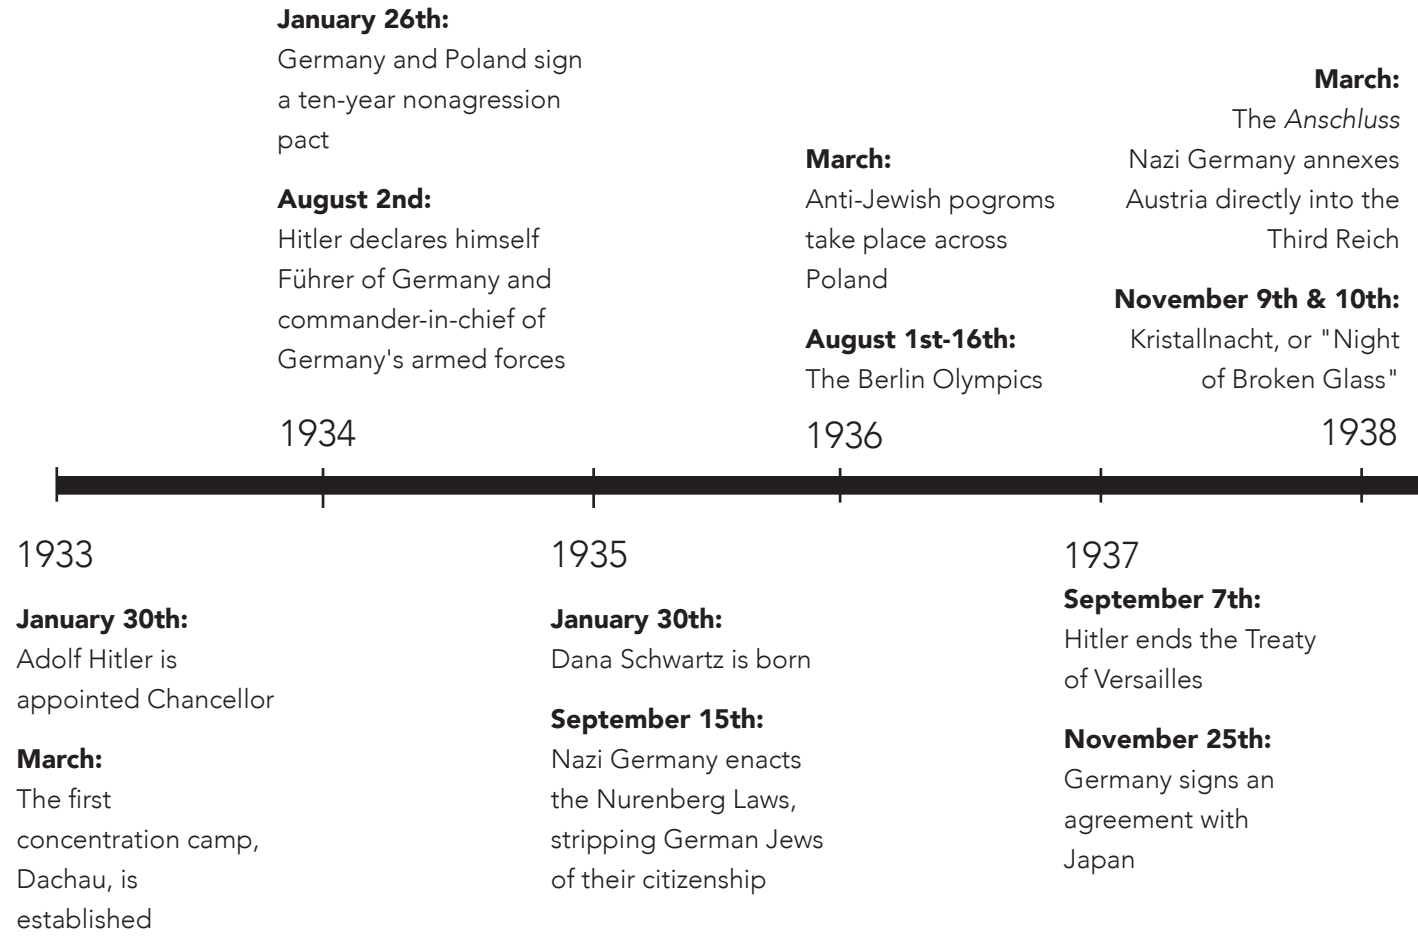 January 26th:
Germany and Poland sign
a ten-year nonagression
pact
August 2nd:
Hitler declares himself
Führer of Germany and
commander-in-chief of
Germany's armed forces
1934
March:
Anti-Jewish pogroms
take place across
Poland
August 1st-16th:
The Berlin Olympics
1936
March:
The Anschluss
Nazi Germany annexes
Austria directly into the
Third Reich
November 9th & 10th:
Kristallnacht, or "Night
of Broken Glass"
1938
1933
January 30th:
Adolf Hitler is
appointed Chancellor
March:
The first
concentration camp,
Dachau, is
established
1935
January 30th:
Dana Schwartz is born
September 15th:
Nazi Germany enacts
the Nurenberg Laws,
stripping German Jews
of their citizenship
1937
September 7th:
Hitler ends the Treaty
of Versailles
November 25th:
Germany signs an
agreement with
Japan